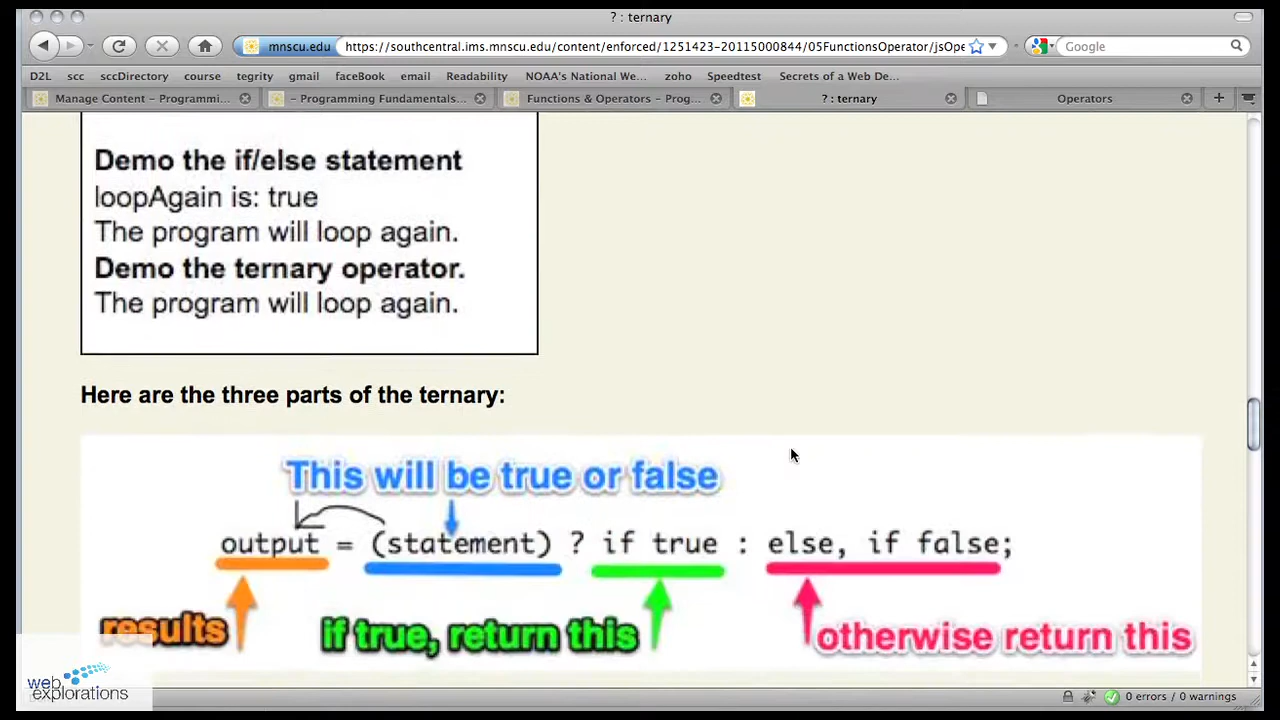 ? : ternary
mnscu.edu https://southcentral.ims.mnscu.edu/content/enforced/1251423-20115000844/05FunctionsOperator/jsOpe Google
D2L scc sccDirectory course tegrity gmail faceBook email Readability NOAA's National We... zoho Speedtest Secrets of a Web De...
Manage Content – Programmi... – Programming Fundamentals... Functions & Operators – Prog... ? : ternary Operators
Demo the if/else statement
loopAgain is: true
The program will loop again.
Demo the ternary operator.
The program will loop again.
Here are the three parts of the ternary:
This will be true or false
output = (statement) ? if true : else, if false;
results if true, return this otherwise return this
web
explorations
0 errors / 0 warnings